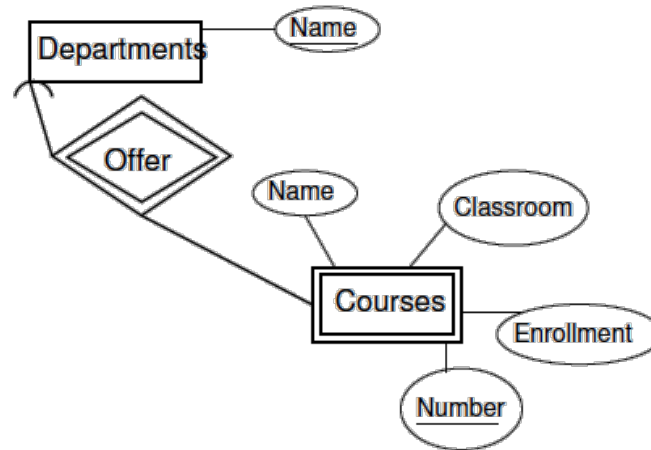 Name
Departments
Offer
Name
Classroom
Courses
Enrollment
Number